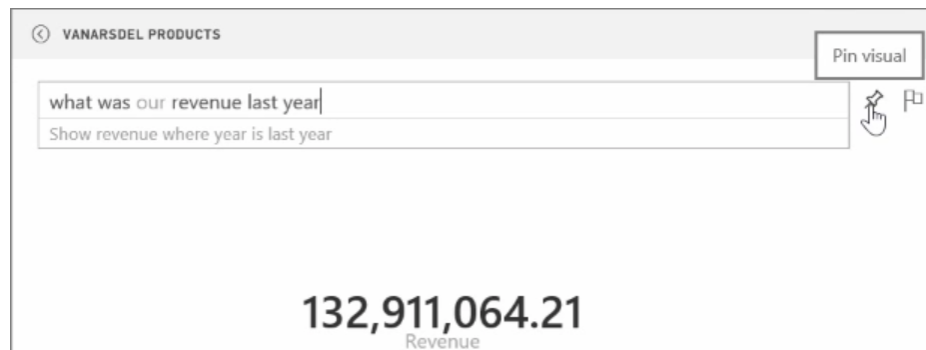 VANARSDEL PRODUCTS
Pin visual
what was our revenue last year
Show revenue where year is last year
132,911,064.21
Revenue